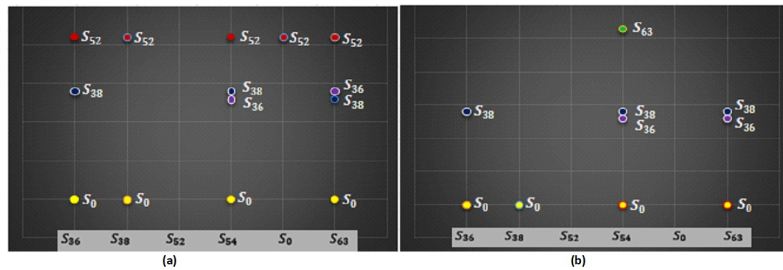 S52 S52 S52 S52 S52
S38 S38 S36 S36 S38
S0 S0 S0 S0
S36 S38 S52 S54 S0 S63
(a)
S63
S38 S38 S36 S38 S36
S0 S0 S0 S0
S36 S38 S52 S54 S0 S63
(b)